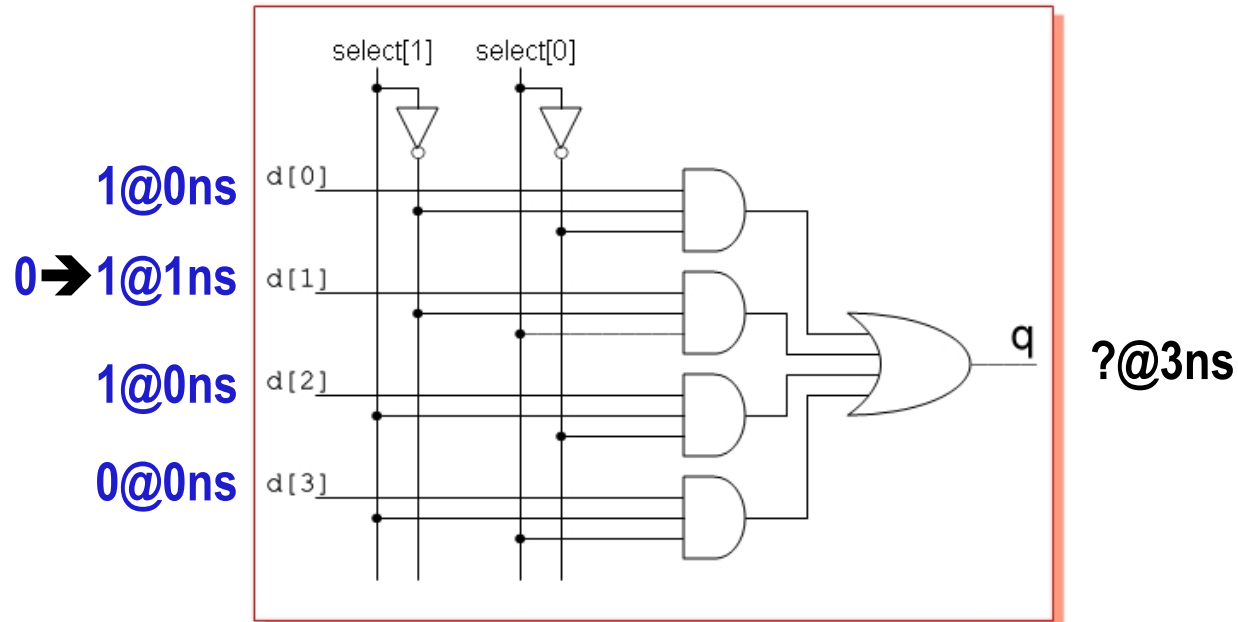 select[1] select[0]
1@0ns d[0]
0➔1@1ns d[1]
q
?@3ns
1@0ns d[2]
0@0ns d[3]